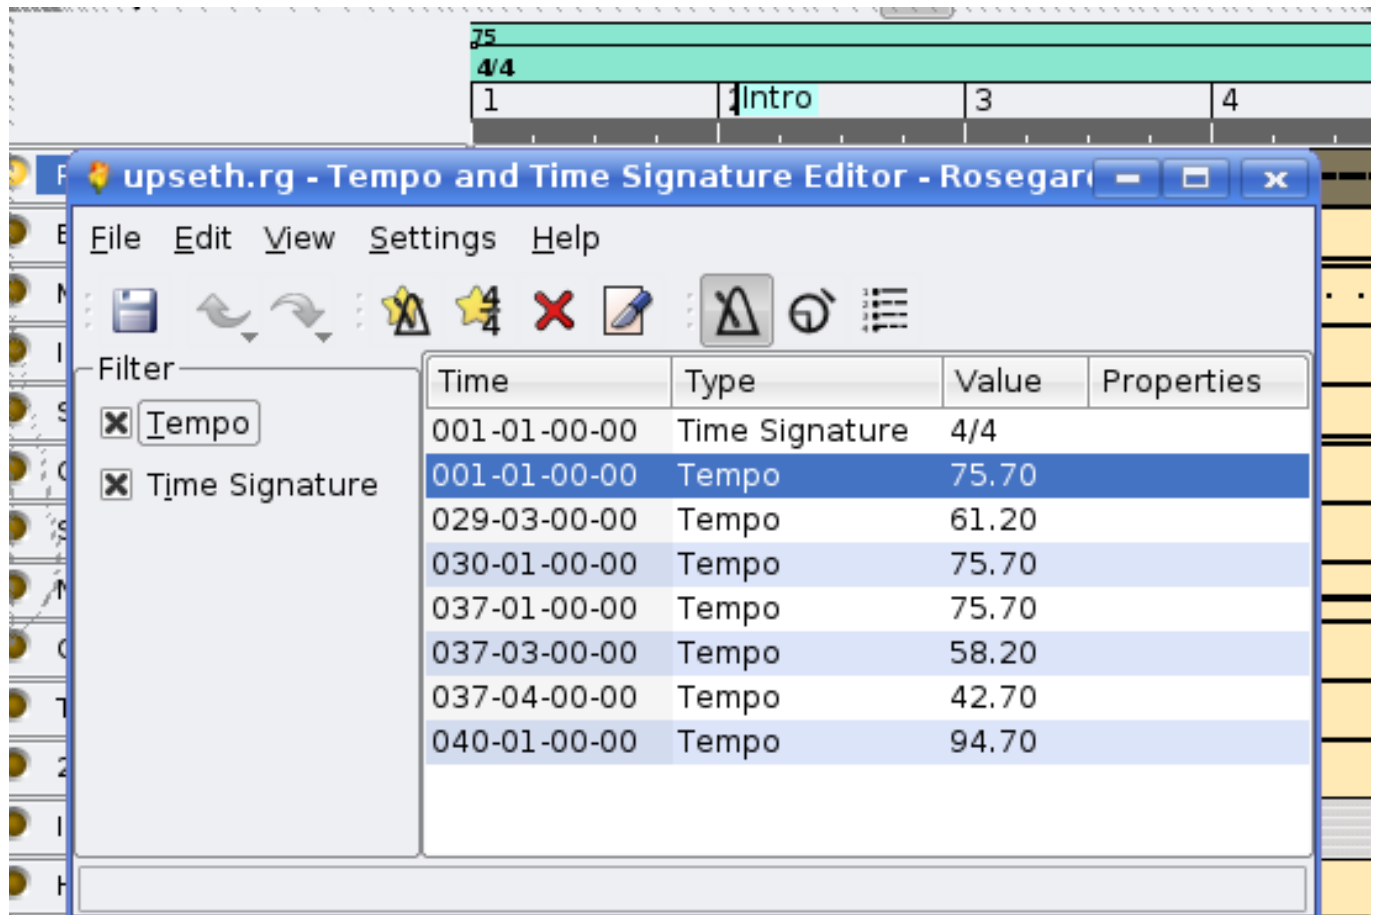 75
4/4
1
Intro
3
4
upseth.rg - Tempo and Time Signature Editor - Rosegar
File Edit View Settings Help
Filter
Tempo
Time Signature
Time Type Value Properties
001-01-00-00 Time Signature 4/4
001-01-00-00 Tempo 75.70
029-03-00-00 Tempo 61.20
030-01-00-00 Tempo 75.70
037-01-00-00 Tempo 75.70
037-03-00-00 Tempo 58.20
037-04-00-00 Tempo 42.70
040-01-00-00 Tempo 94.70